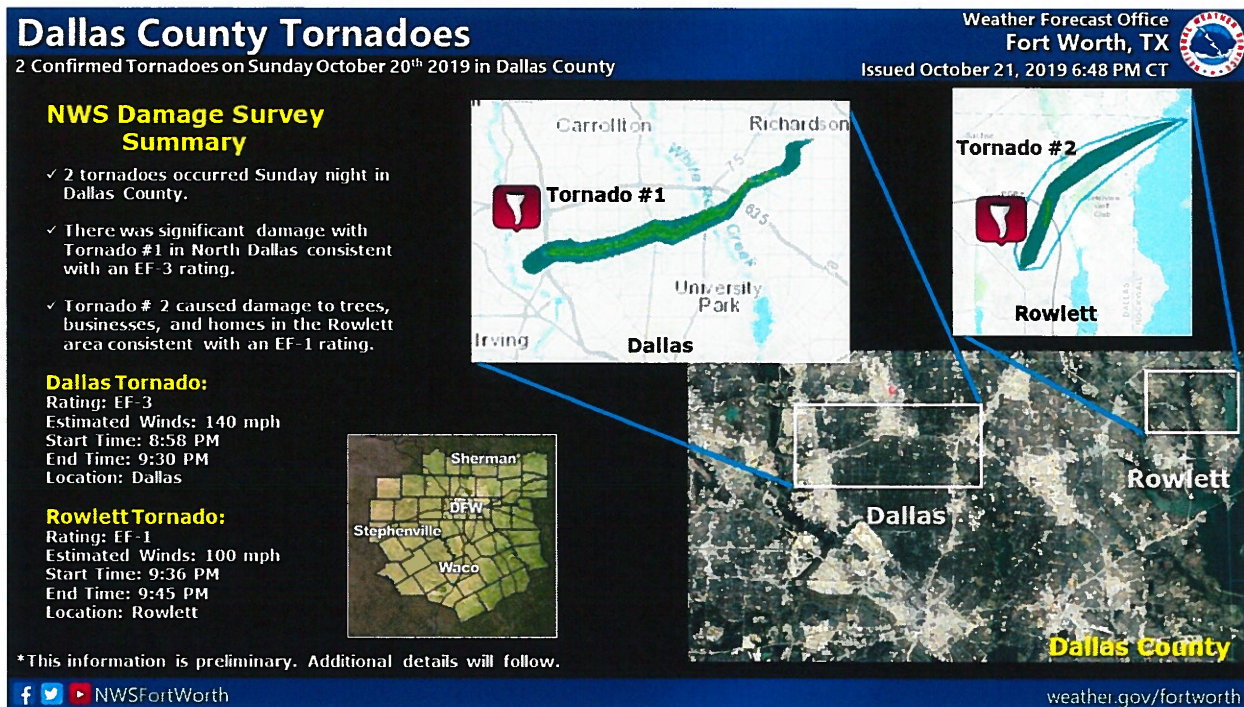 Dallas County Tornadoes
2 Confirmed Tornadoes on Sunday October 20th 2019 in Dallas County
Weather Forecast Office
Fort Worth, TX
Issued October 21, 2019 6:48 PM CT
NATIONAL WEATHER SERVICE
NWS Damage Survey
Summary
✓ 2 tornadoes occurred Sunday night in
Dallas County.
✓ There was significant damage with
Tornado #1 in North Dallas consistent
with an EF-3 rating.
✓ Tornado # 2 caused damage to trees,
businesses, and homes in the Rowlett
area consistent with an EF-1 rating.
Dallas Tornado:
Rating: EF-3
Estimated Winds: 140 mph
Start Time: 8:58 PM
End Time: 9:30 PM
Location: Dallas
Rowlett Tornado:
Rating: EF-1
Estimated Winds: 100 mph
Start Time: 9:36 PM
End Time: 9:45 PM
Location: Rowlett
Carrollton
Richardson
75
White
Creek
635
Tornado #1
University
Park
Irving
Dallas
Tornado #2
Rowlett
DALLAS
Sherman
DFW
Stephenville
Waco
Dallas
Rowlett
Dallas County
*This information is preliminary. Additional details will follow.
NWSFortWorth
weather.gov/fortworth